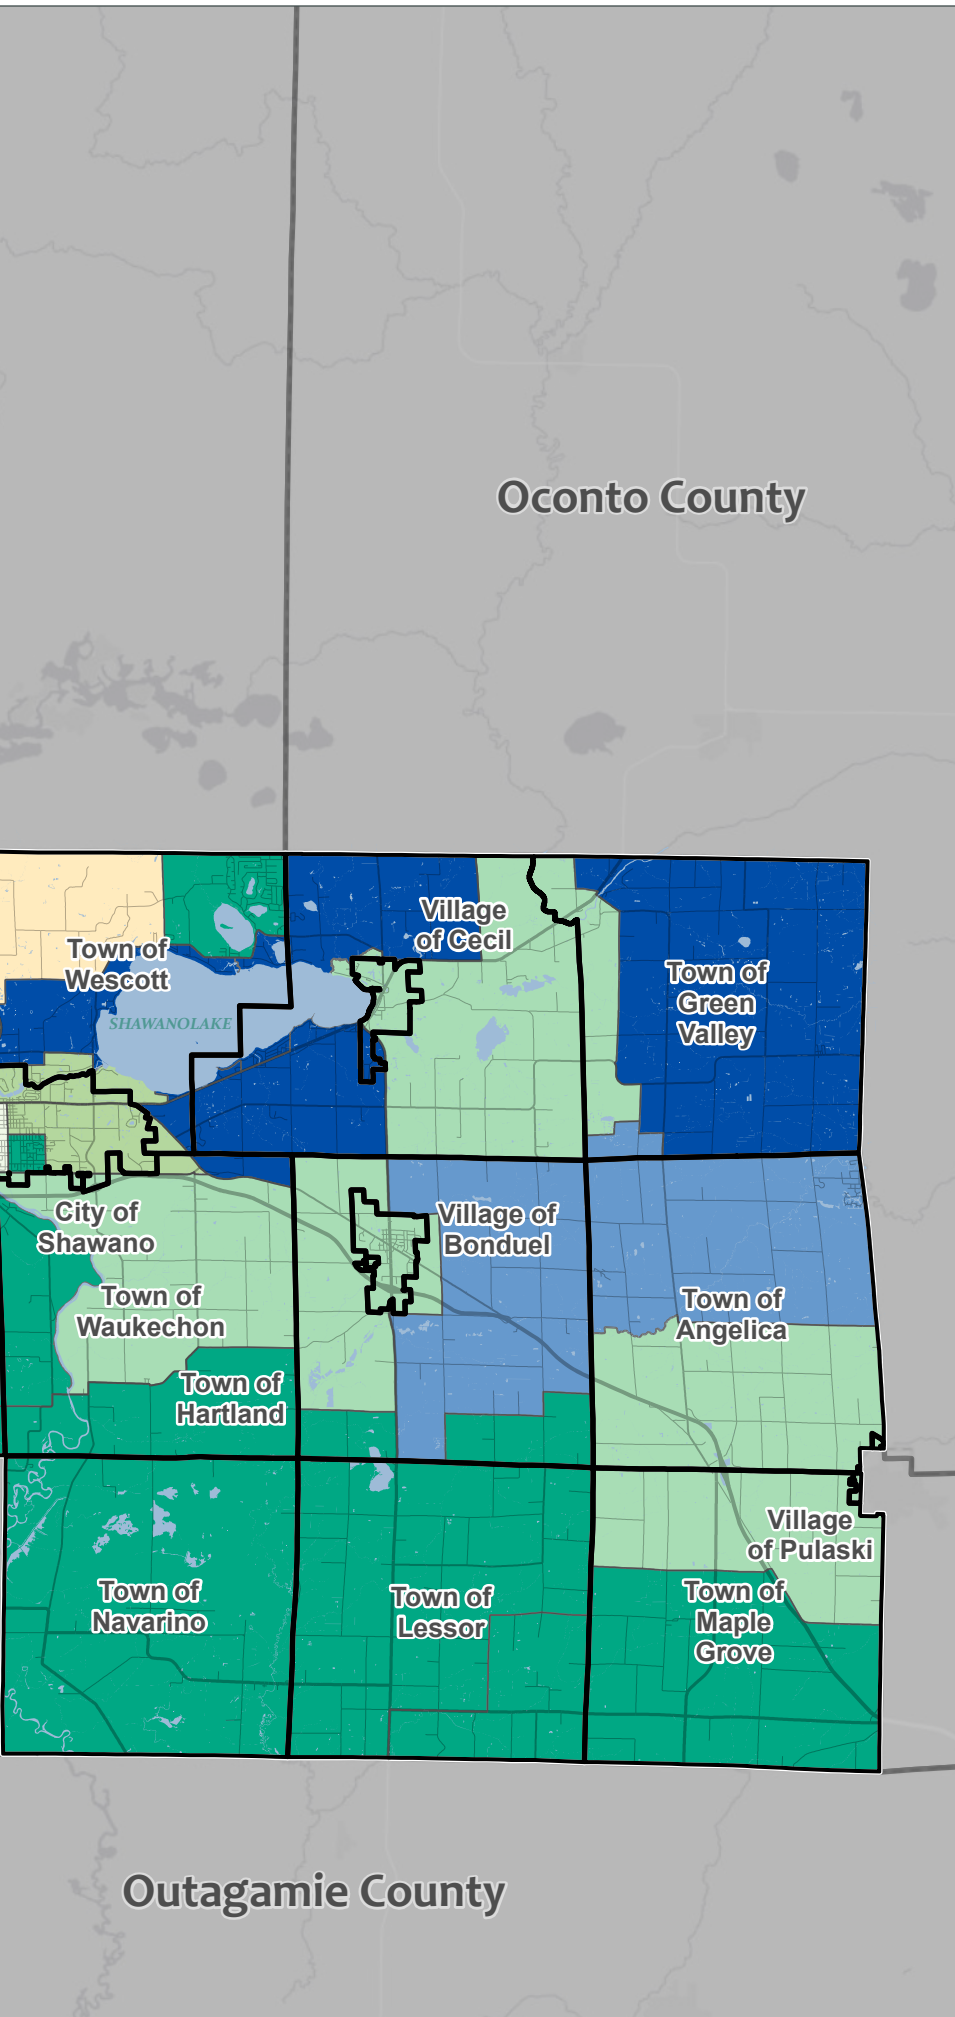 Oconto County
Village
of Cecil
Town of
Wescott
Town of
Green
Valley
SHAWANOLAKE
City of
Shawano
Village of
Bonduel
Town of
Waukechon
Town of
Angelica
Town of
Hartland
Village
of Pulaski
Town of
Navarino
Town of
Lessor
Town of
Maple
Grove
Outagamie County